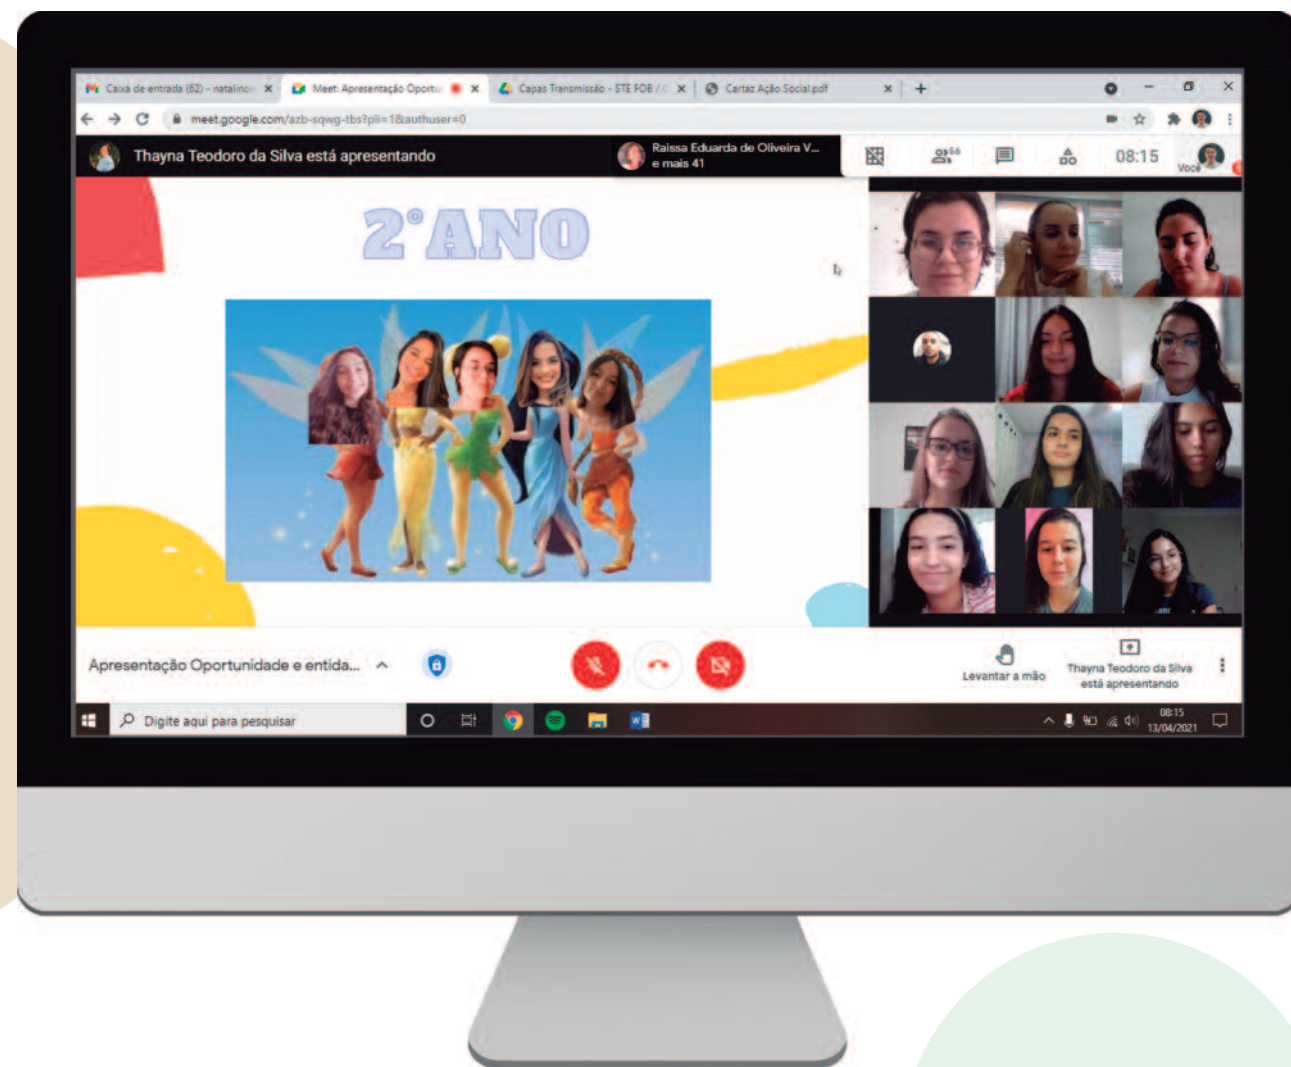 Caixa de entrada (62) - natalino
Meet: Apresentação Oportu
Capas Transmissão - STE FOB / C
Cartaz Ação Social.pdf
meet.google.com/azb-sqwg-tbs?pli=1&authuser=0
Thayna Teodoro da Silva está apresentando
Raissa Eduarda de Oliveira V...
e mais 41
56
08:15
Você
2°ANO
Apresentação Oportunidade e entida...
Levantar a mão
Thayna Teodoro da Silva
está apresentando
Digite aqui para pesquisar
08:15
13/04/2021